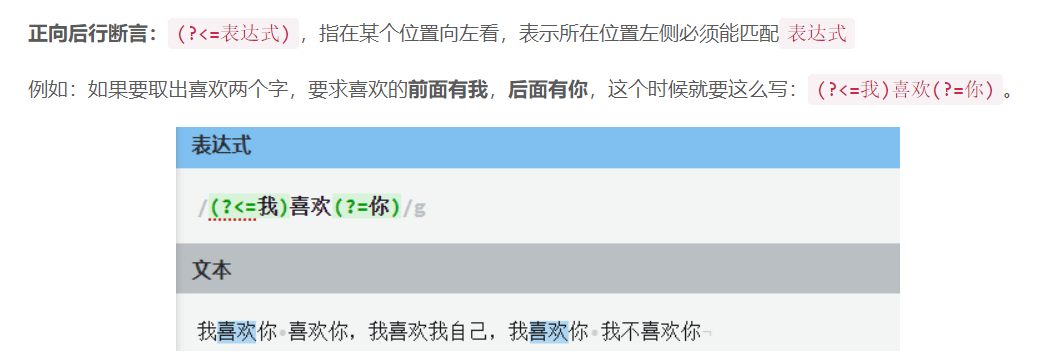 正向后行断言：(?<=表达式)，指在某个位置向左看，表示所在位置左侧必须能匹配表达式
例如：如果要取出喜欢两个字，要求喜欢的前面有我，后面有你，这个时候就要这么写：(?<=我)喜欢(?=你)。
表达式
/(?<=我)喜欢(?=你)/g
文本
我喜欢你·喜欢你，我喜欢我自己，我喜欢你·我不喜欢你¬